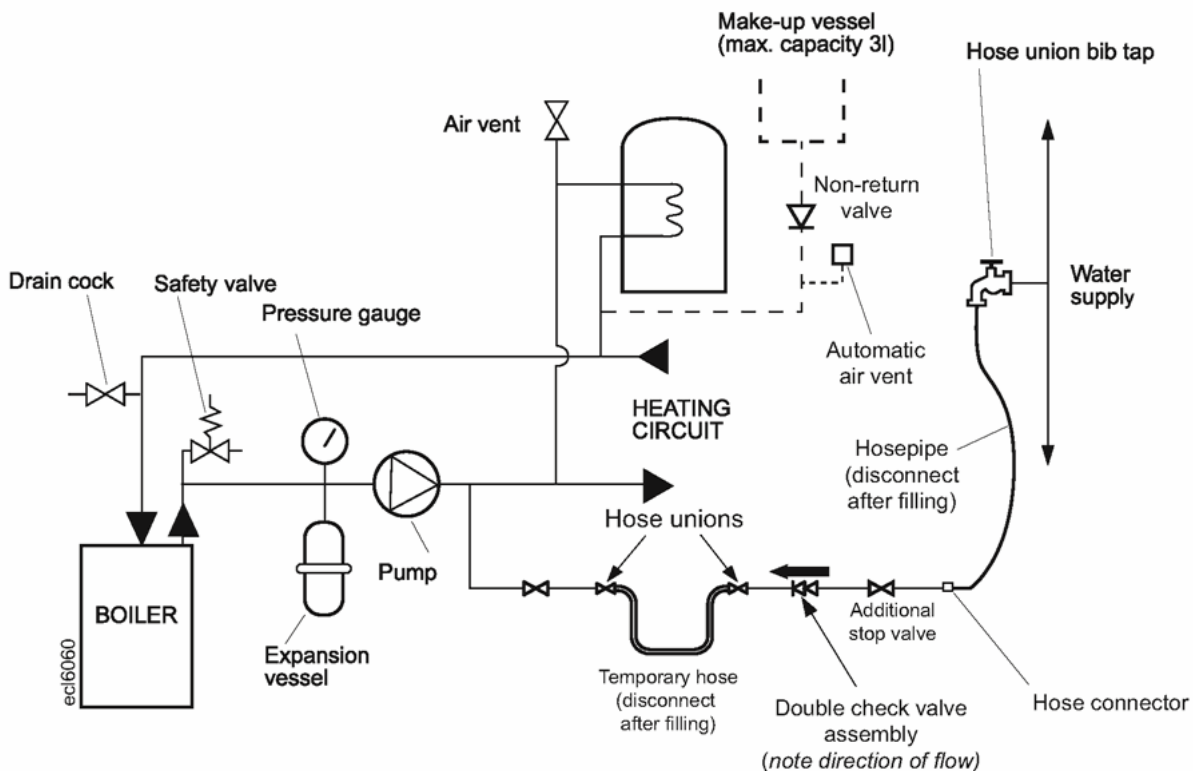 Make-up vessel
(max. capacity 3l)
Hose union bib tap
Air vent
Non-return
valve
Drain cock
Safety valve
Pressure gauge
Water
supply
Automatic
air vent
HEATING
CIRCUIT
Hosepipe
(disconnect
after filling)
Hose unions
Pump
BOILER
ecl6060
Expansion
vessel
Additional
stop valve
Temporary hose
(disconnect
after filling)
Double check valve
assembly
(note direction of flow)
Hose connector